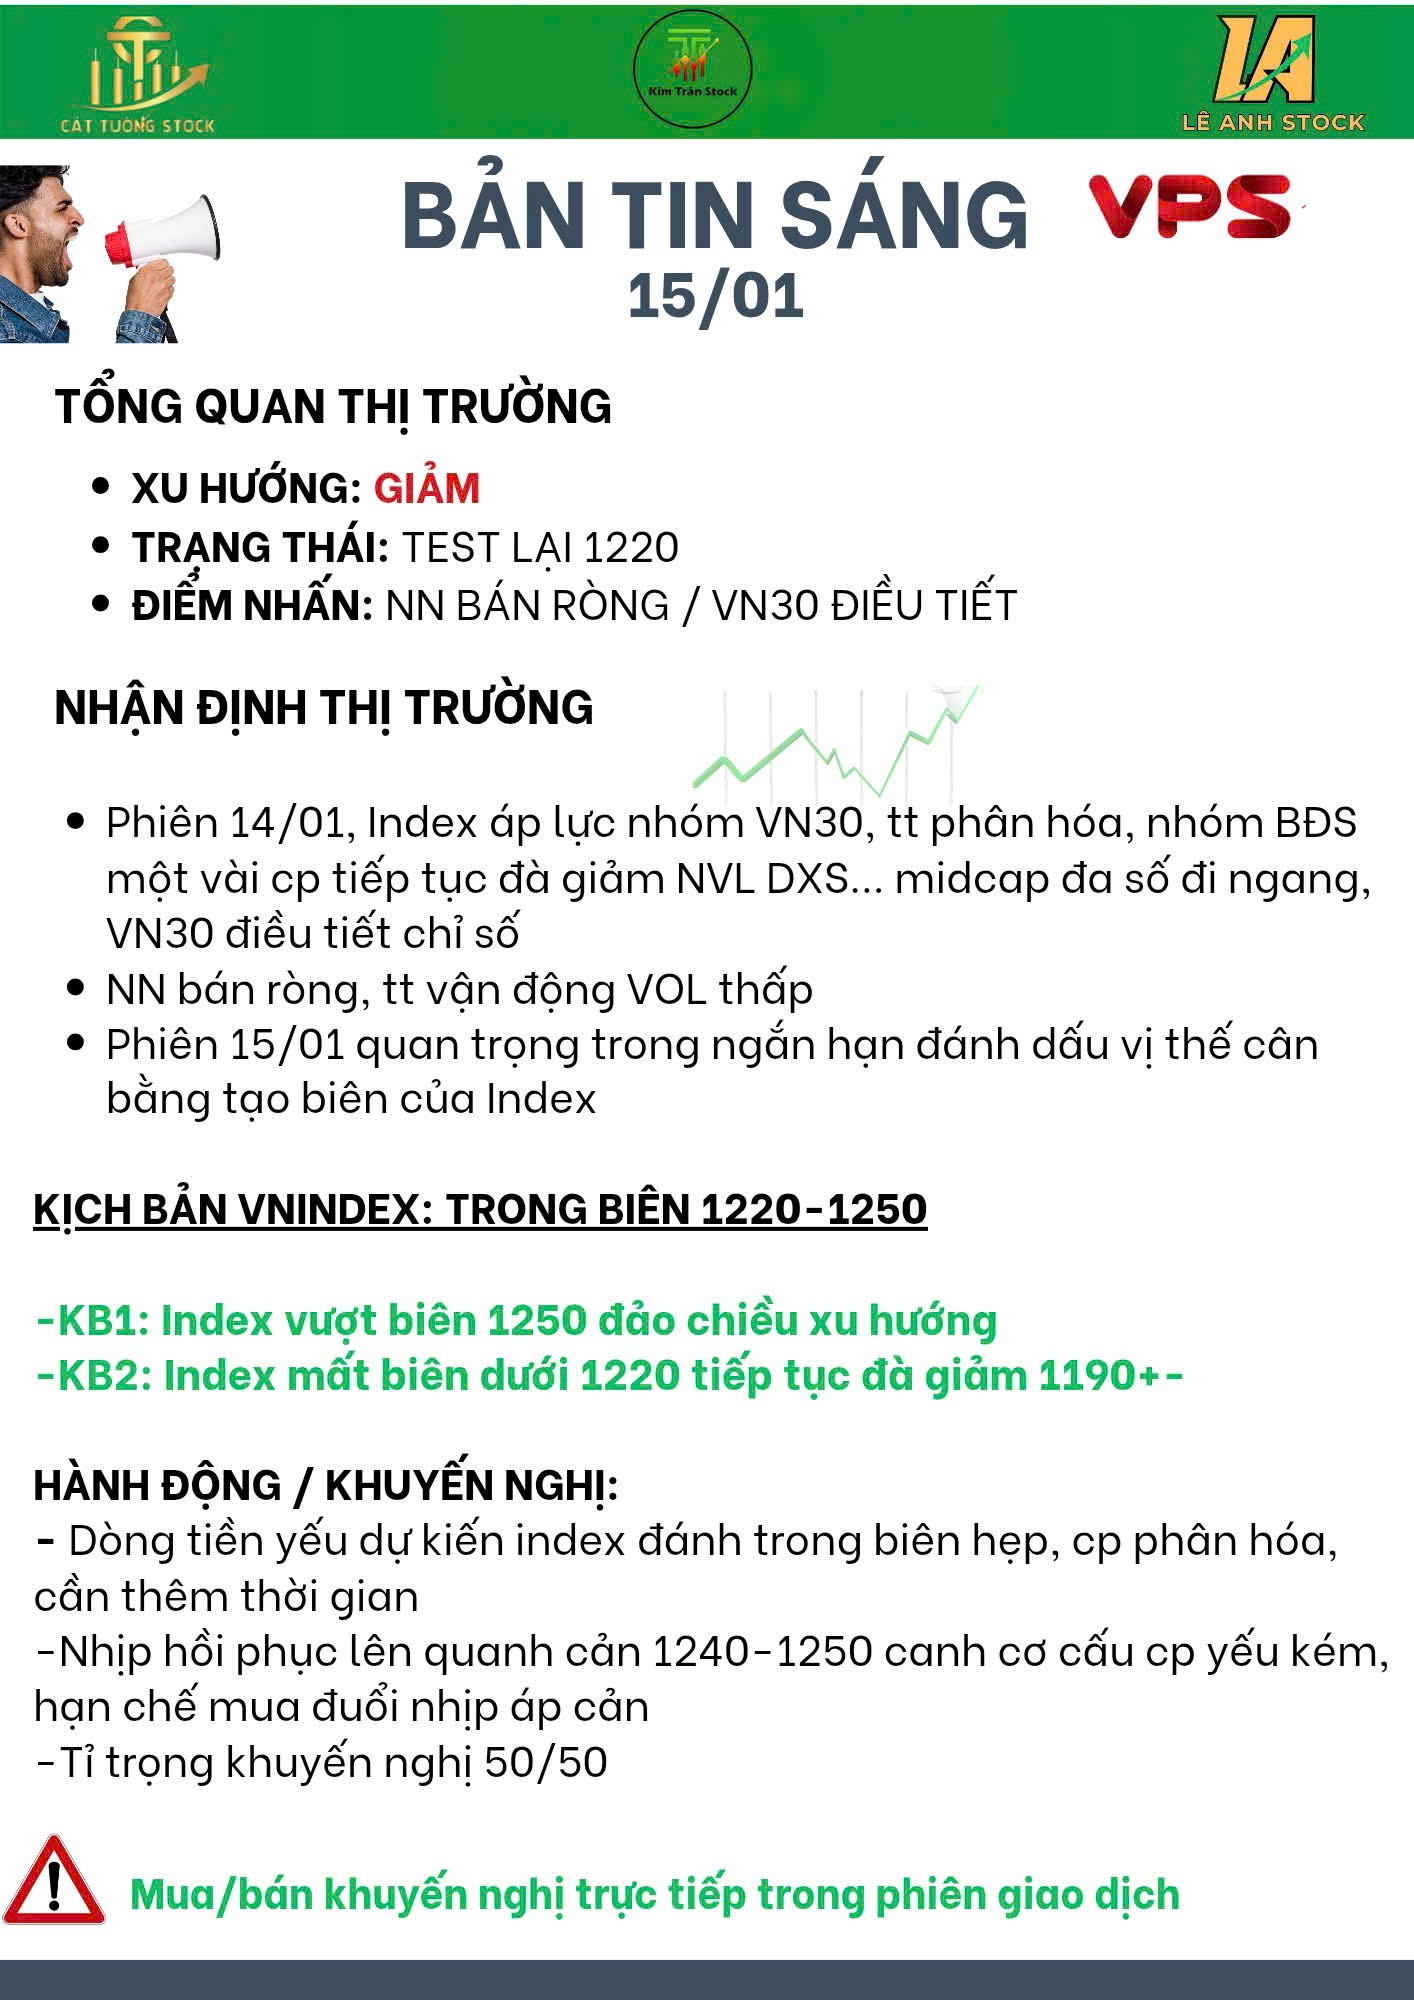 CÁT TƯỜNG STOCK
Kim Trân Stock
LÊ ANH STOCK
BẢN TIN SÁNG
VPS
15/01
TỔNG QUAN THỊ TRƯỜNG
• XU HƯỚNG: GIẢM
• TRẠNG THÁI: TEST LẠI 1220
• ĐIỂM NHẤN: NN BÁN RÒNG / VN30 ĐIỀU TIẾT
NHẬN ĐỊNH THỊ TRƯỜNG
• Phiên 14/01, Index áp lực nhóm VN30, tt phân hóa, nhóm BĐS
một vài cp tiếp tục đà giảm NVL DXS... midcap đa số đi ngang,
VN30 điều tiết chỉ số
• NN bán ròng, tt vận động VOL thấp
• Phiên 15/01 quan trọng trong ngắn hạn đánh dấu vị thế cân
bằng tạo biên của Index
KỊCH BẢN VNINDEX: TRONG BIÊN 1220-1250
-KB1: Index vượt biên 1250 đảo chiều xu hướng
-KB2: Index mất biên dưới 1220 tiếp tục đà giảm 1190+-
HÀNH ĐỘNG / KHUYẾN NGHỊ:
- Dòng tiền yếu dự kiến index đánh trong biên hẹp, cp phân hóa,
cần thêm thời gian
-Nhịp hồi phục lên quanh cản 1240-1250 canh cơ cấu cp yếu kém,
hạn chế mua đuổi nhịp áp cản
-Tỉ trọng khuyến nghị 50/50
Mua/bán khuyến nghị trực tiếp trong phiên giao dịch